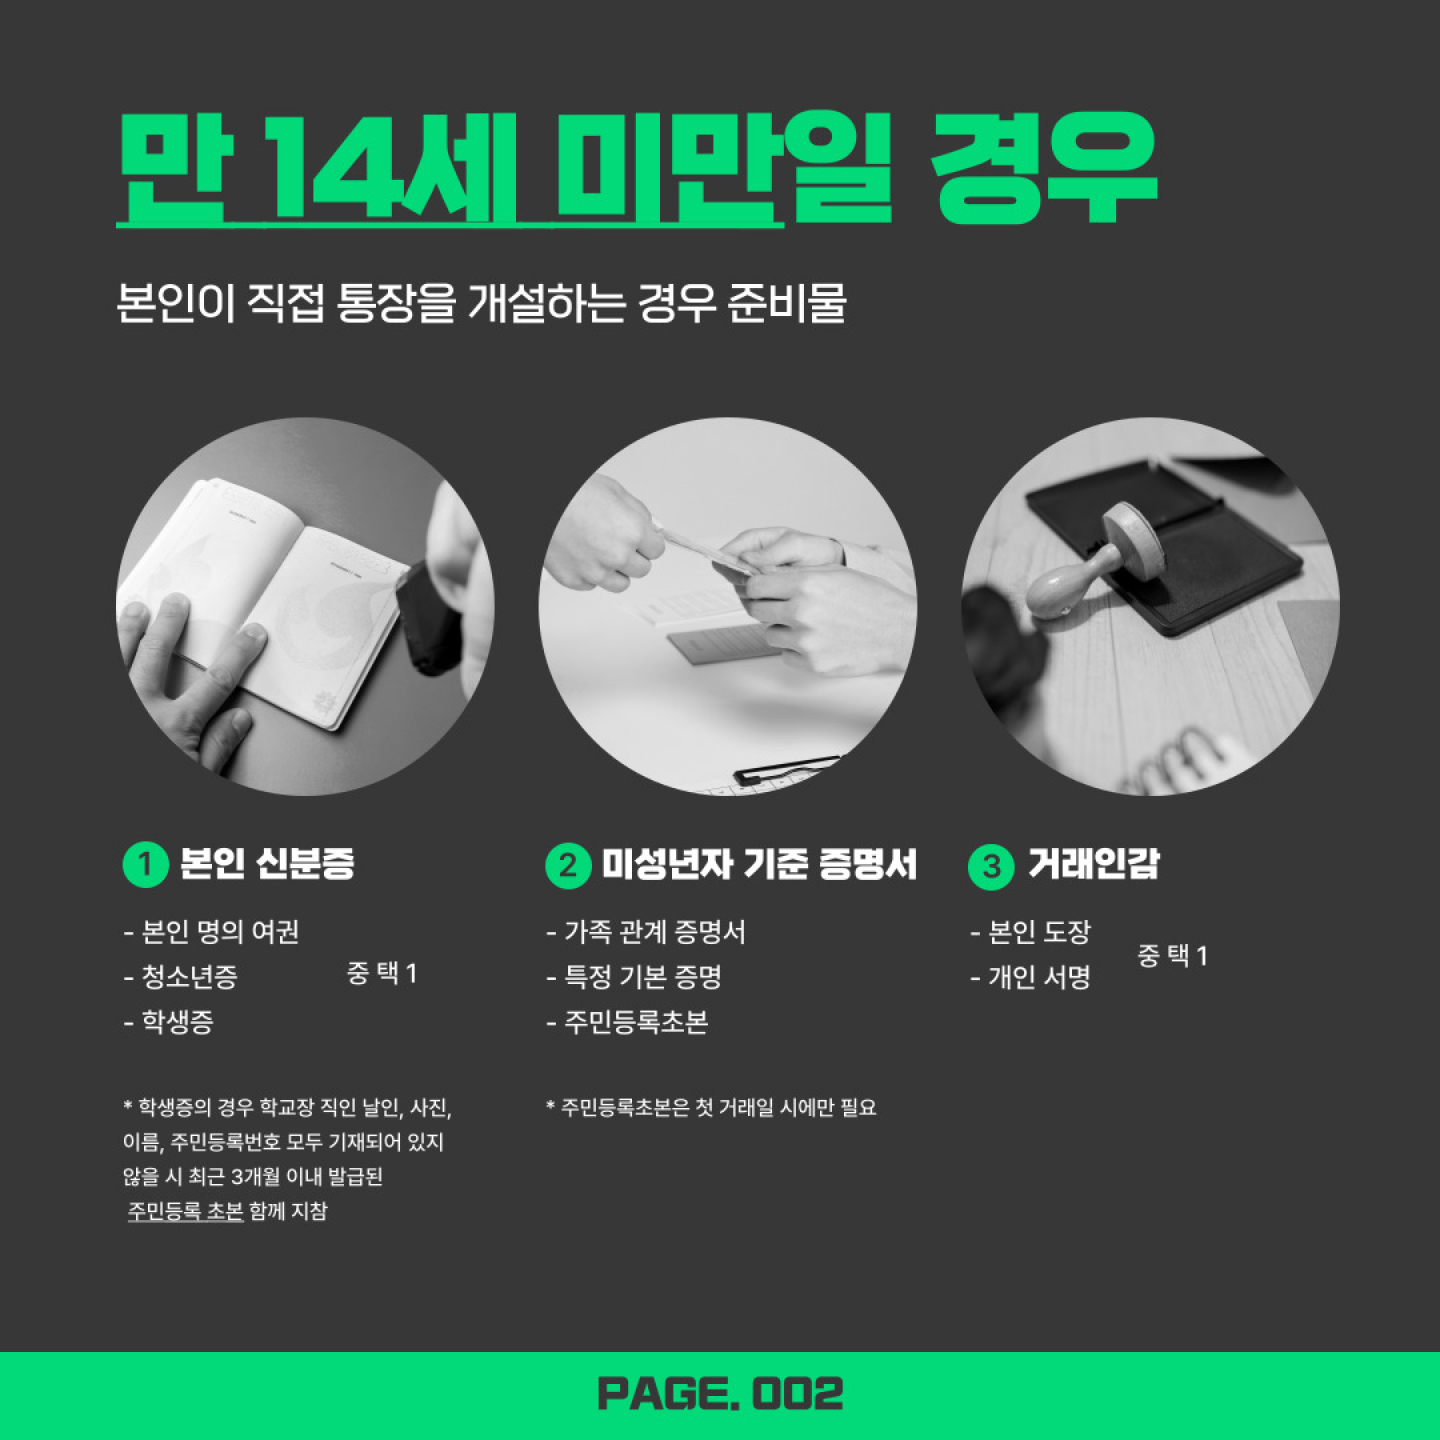 만 14세 미만일 경우
본인이 직접 통장을 개설하는 경우 준비물
1 본인 신분증
- 본인 명의 여권
- 청소년증
- 학생증
중 택 1
* 학생증의 경우 학교장 직인 날인, 사진,
이름, 주민등록번호 모두 기재되어 있지
않을 시 최근 3개월 이내 발급된
주민등록 초본 함께 지참
2 미성년자 기준 증명서
- 가족 관계 증명서
- 특정 기본 증명
- 주민등록초본
* 주민등록초본은 첫 거래일 시에만 필요
3 거래인감
- 본인 도장
- 개인 서명
중 택 1
PAGE. 002